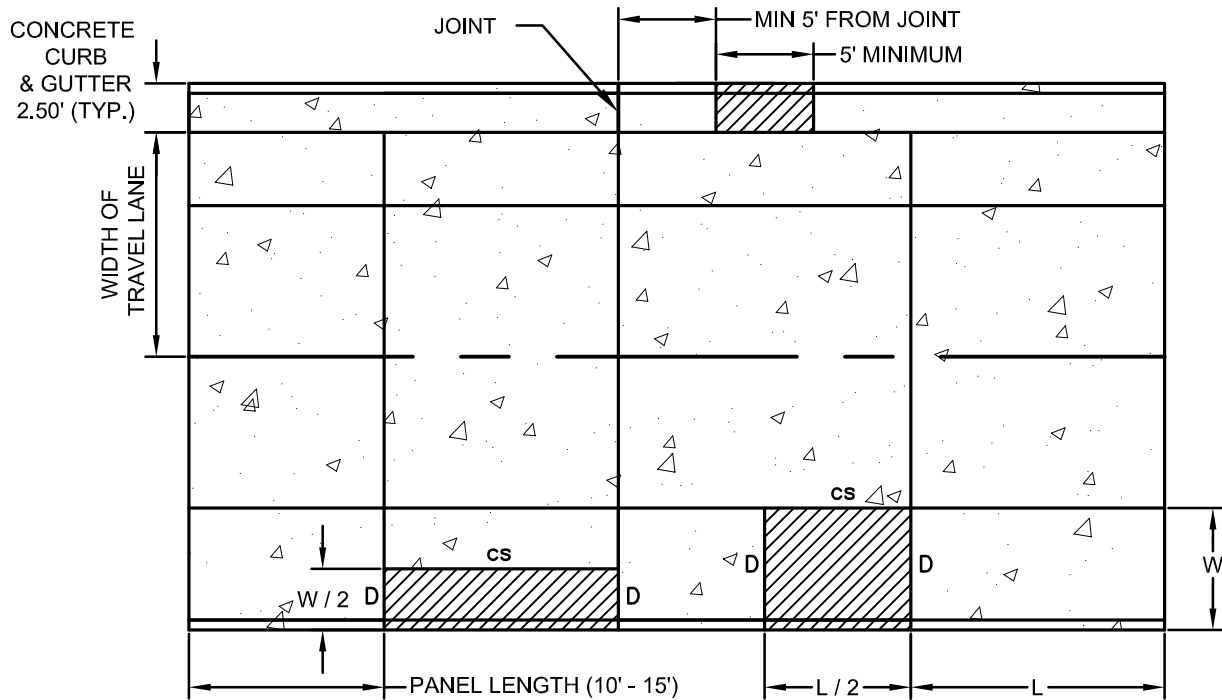 CONCRETE
CURB
& GUTTER
2.50' (TYP.)
JOINT
MIN 5' FROM JOINT
5' MINIMUM
WIDTH OF
TRAVEL LANE
cs
cs
W / 2
D
D
D
D
W
PANEL LENGTH (10' - 15')
L / 2
L